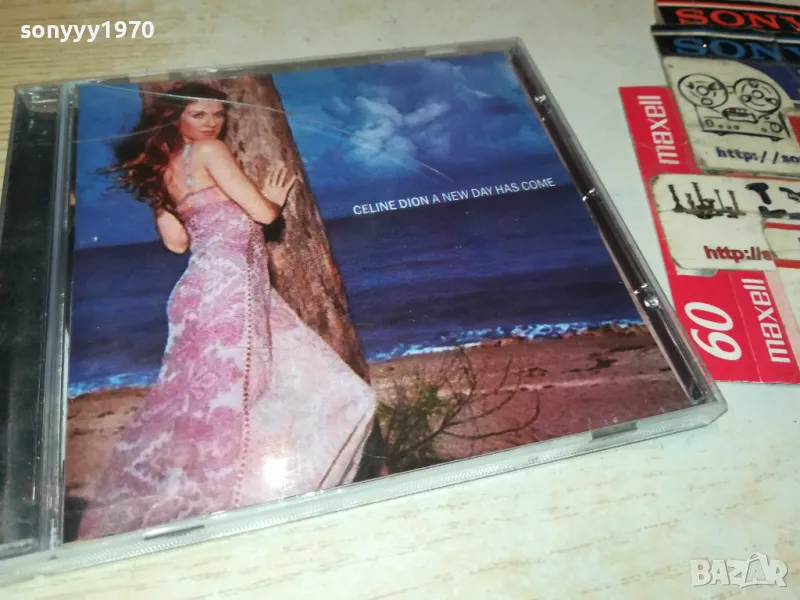 sonyyy1970
SONY
SONY
maxell
http://so
CELINE DION A NEW DAY HAS COME
http://s
60
maxell
BAZAR